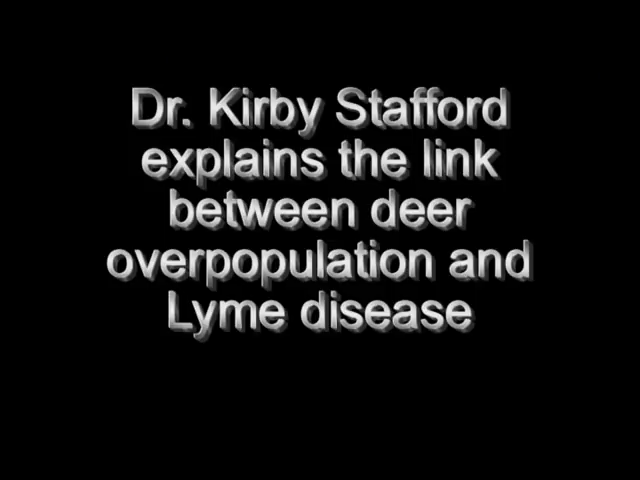 Dr. Kirby Stafford
explains the link
between deer
overpopulation and
Lyme disease